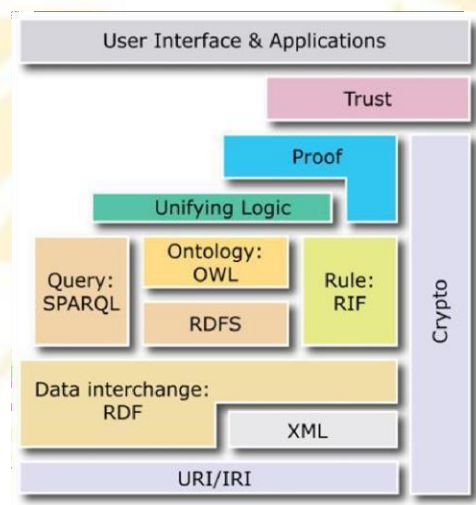 User Interface & Applications
Trust
Proof
Unifying Logic
Query:
SPARQL
Ontology:
OWL
RDFS
Rule:
RIF
Crypto
Data interchange:
RDF
XML
URI/IRI